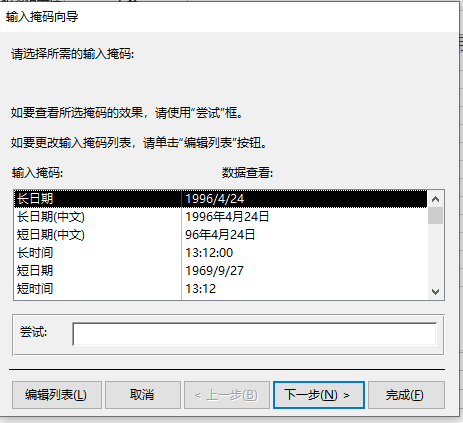 输入掩码向导
请选择所需的输入掩码:
如要查看所选掩码的效果，请使用“尝试”框。
如要更改输入掩码列表，请单击“编辑列表”按钮。
输入掩码: 数据查看:
长日期 1996/4/24
长日期(中文) 1996年4月24日
短日期(中文) 96年4月24日
长时间 13:12:00
短日期 1969/9/27
短时间 13:12
尝试:
编辑列表(L) 取消 < 上一步(B) 下一步(N) > 完成(F)